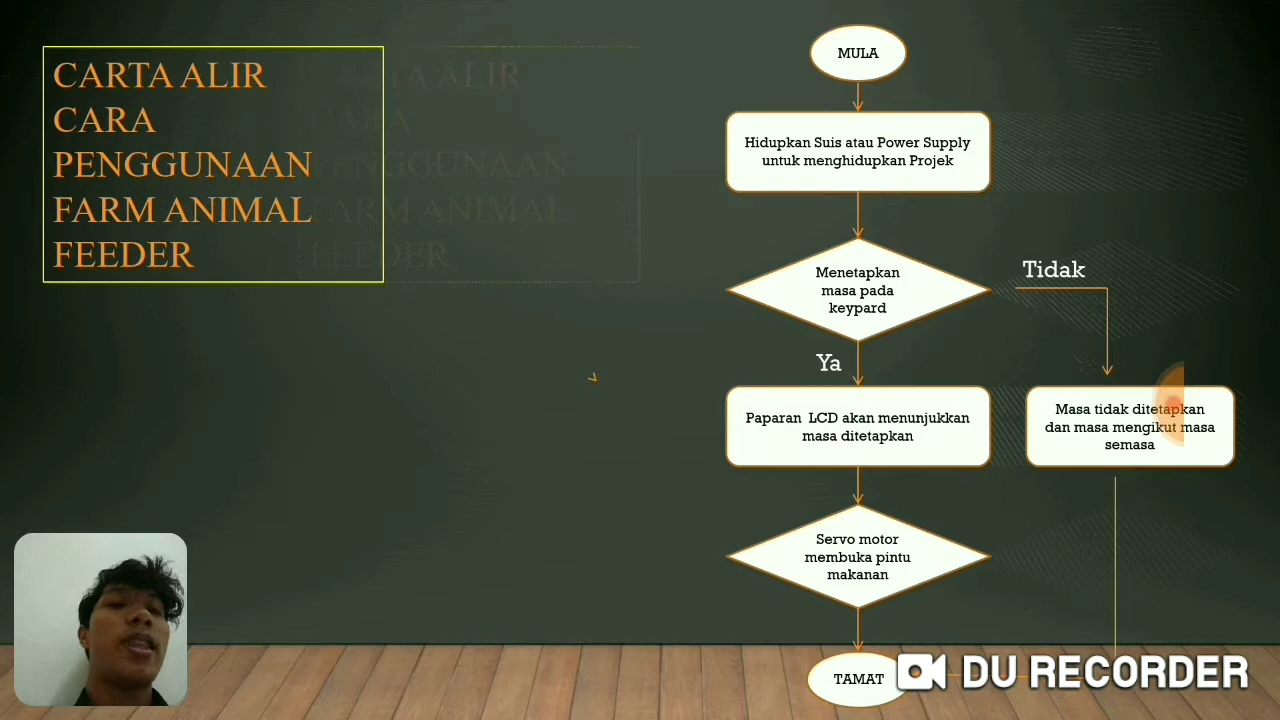 CARTA ALIR
CARA
PENGGUNAAN
FARM ANIMAL
FEEDER
MULA
Hidupkan Suis atau Power Supply
untuk menghidupkan Projek
Menetapkan
masa pada
keypard
Tidak
Ya
Paparan LCD akan menunjukkan
masa ditetapkan
Masa tidak ditetapkan
dan masa mengikut masa
semasa
Servo motor
membuka pintu
makanan
TAMAT
DU RECORDER